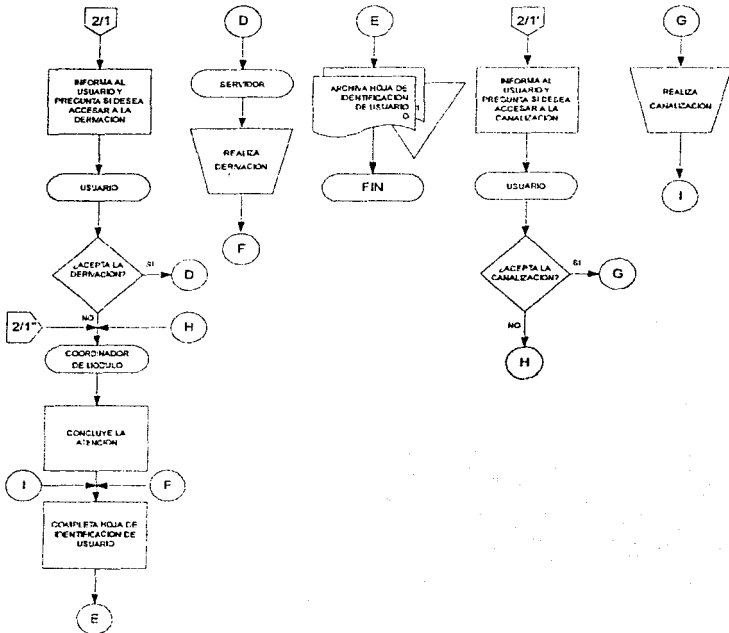 2/1
INFORMA AL
USUARIO Y
PREGUNTA SI DESEA
ACCESAR A LA
DERIVACION
USUARIO
¿ACEPTA LA
DERIVACION?
SI
D
NO
2/1"
H
COORDINADOR
DE MODULO
CONCLUYE LA
ATENCION
I
F
COMPLETA HOJA DE
IDENTIFICACION DE
USUARIO
E
D
SERVIDOR
REALIZA
DERIVACION
F
E
ARCHIVA HOJA DE
IDENTIFICACION
DE USUARIO
O
FIN
2/1'
INFORMA AL
USUARIO Y
PREGUNTA SI DESEA
ACCESAR A LA
CANALIZACION
USUARIO
¿ACEPTA LA
CANALIZACION?
SI
G
NO
H
G
REALIZA
CANALIZACION
I